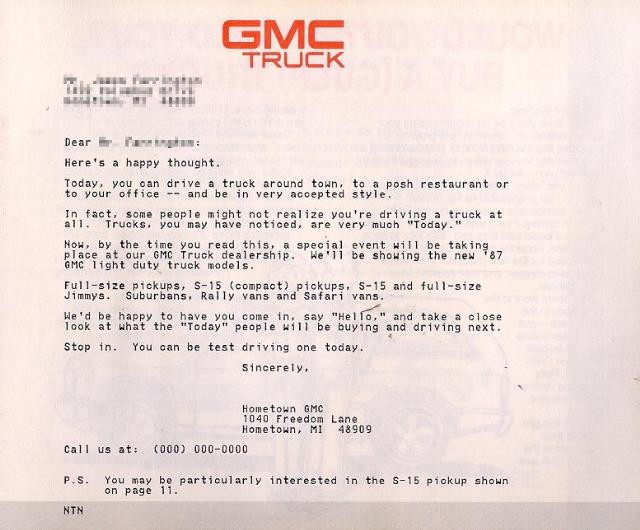 GMC
TRUCK
Dear
Here's a happy thought.
Today, you can drive a truck around town, to a posh restaurant or
to your office -- and be in very accepted style.
In fact, some people might not realize you're driving a truck at
all.  Trucks, you may have noticed, are very much "Today."
Now, by the time you read this, a special event will be taking
place at our GMC Truck dealership.  We'll be showing the new '87
GMC light duty truck models.
Full-size pickups, S-15 (compact) pickups, S-15 and full-size
Jimmys.  Suburbans, Rally vans and Safari vans.
We'd be happy to have you come in, say "Hello," and take a close
look at what the "Today" people will be buying and driving next.
Stop in.  You can be test driving one today.
Sincerely,
Hometown GMC
1040 Freedom Lane
Hometown, MI  48909
Call us at:  (000) 000-0000
P.S.  You may be particularly interested in the S-15 pickup shown
on page 11.
NTN